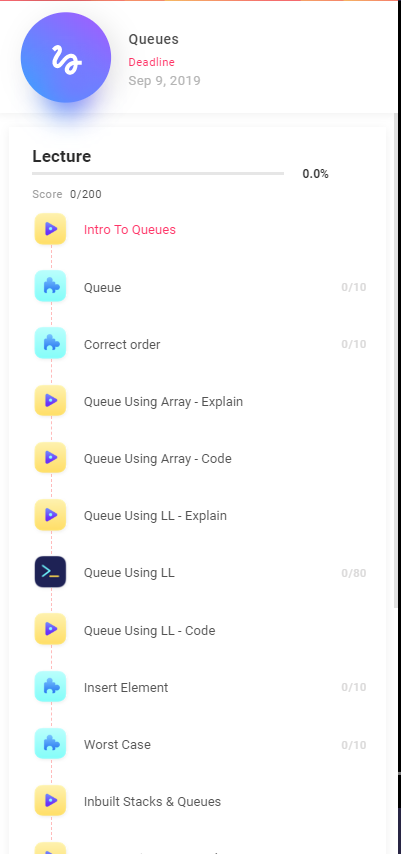 Queues
Deadline
Sep 9, 2019
Lecture
0.0%
Score 0/200
Intro To Queues
Queue 0/10
Correct order 0/10
Queue Using Array - Explain
Queue Using Array - Code
Queue Using LL - Explain
Queue Using LL 0/80
Queue Using LL - Code
Insert Element 0/10
Worst Case 0/10
Inbuilt Stacks & Queues